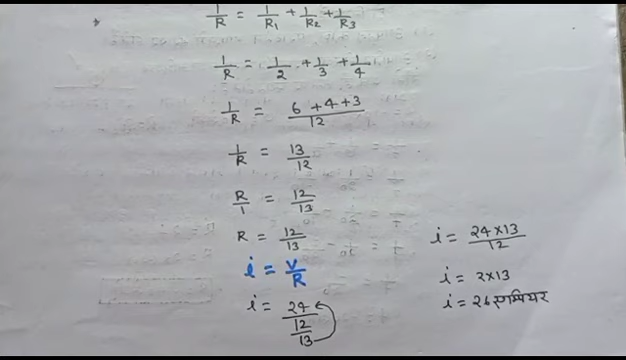 1/R = 1/R₁ + 1/R₂ + 1/R₃
1/R = 1/2 + 1/3 + 1/4
1/R = (6 + 4 + 3)/12
1/R = 13/12
R/1 = 12/13
R = 12/13
i = V/R
i = 24/(12/13)
i = (24 × 13)/12
i = 2 × 13
i = 26 एम्पियर